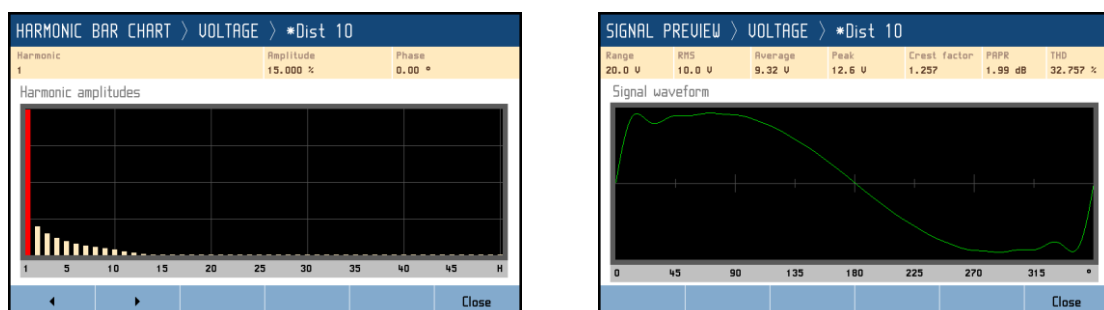 HARMONIC BAR CHART > VOLTAGE > *Dist 10
Harmonic Amplitude Phase
1 15.000 % 0.00 °
Harmonic amplitudes
1 5 10 15 20 25 30 35 40 45 H
Close
SIGNAL PREVIEW > VOLTAGE > *Dist 10
Range RMS Average Peak Crest factor PAPR THD
20.0 V 10.0 V 9.32 V 12.6 V 1.257 1.99 dB 32.757 %
Signal waveform
0 45 90 135 180 225 270 315 °
Close